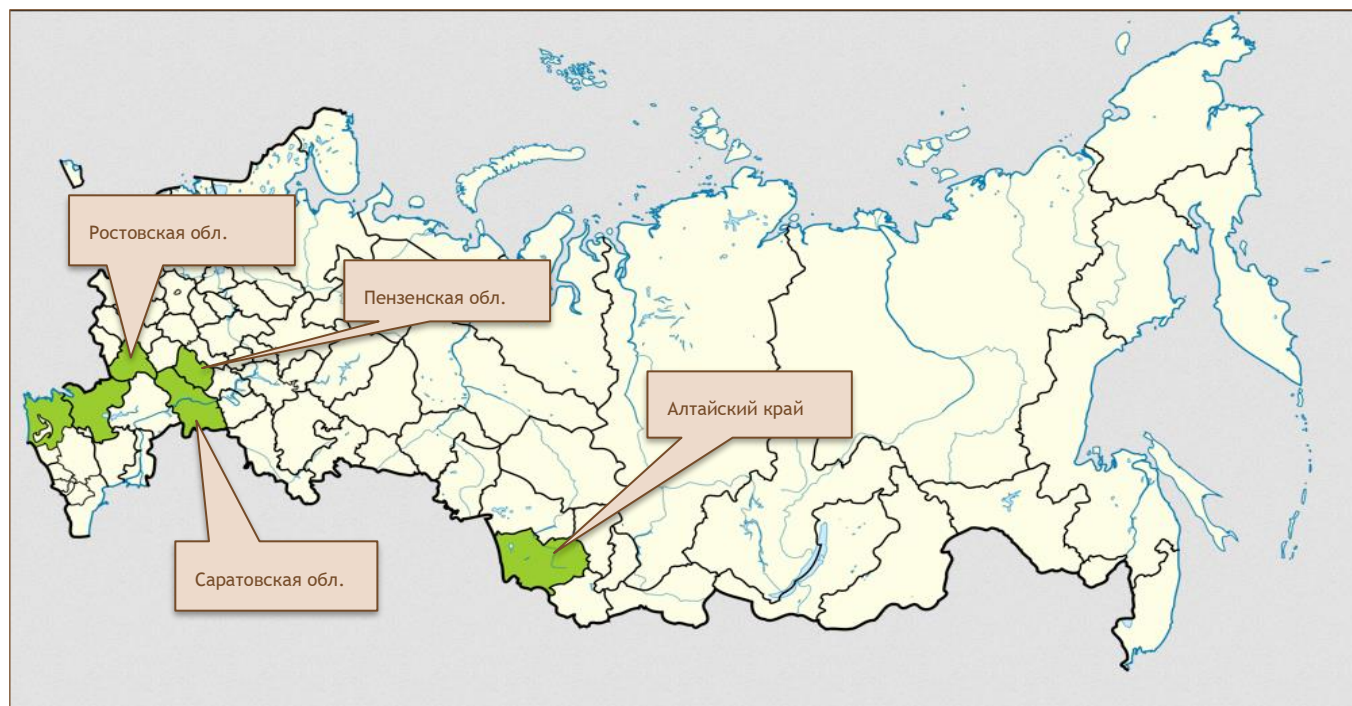 Ростовская обл.
Пензенская обл.
Алтайский край
Саратовская обл.